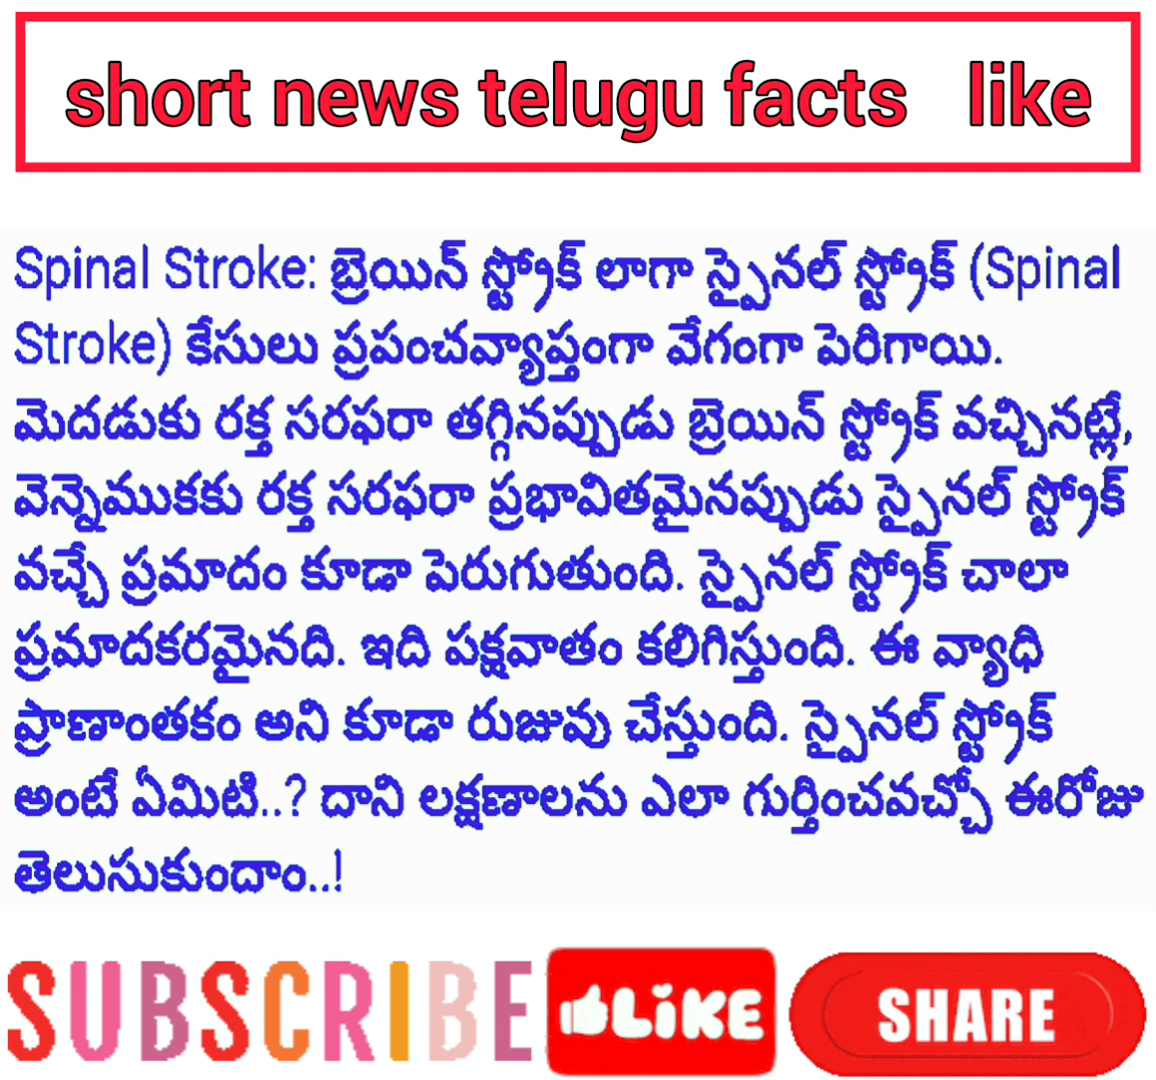 short news telugu facts like
Spinal Stroke: బ్రెయిన్ స్ట్రోక్ లాగా స్పైనల్ స్ట్రోక్ (Spinal
Stroke) కేసులు ప్రపంచవ్యాప్తంగా వేగంగా పెరిగాయి.
మెదడుకు రక్త సరఫరా తగ్గినప్పుడు బ్రెయిన్ స్ట్రోక్ వచ్చినట్లే,
వెన్నెముకకు రక్త సరఫరా ప్రభావితమైనప్పుడు స్పైనల్ స్ట్రోక్
వచ్చే ప్రమాదం కూడా పెరుగుతుంది. స్పైనల్ స్ట్రోక్ చాలా
ప్రమాదకరమైనది. ఇది పక్షవాతం కలిగిస్తుంది. ఈ వ్యాధి
ప్రాణాంతకం అని కూడా రుజువు చేస్తుంది. స్పైనల్ స్ట్రోక్
అంటే ఏమిటి..? దాని లక్షణాలను ఎలా గుర్తించవచ్చో ఈరోజు
తెలుసుకుందాం..!
SUBSCRIBE LiKE SHARE